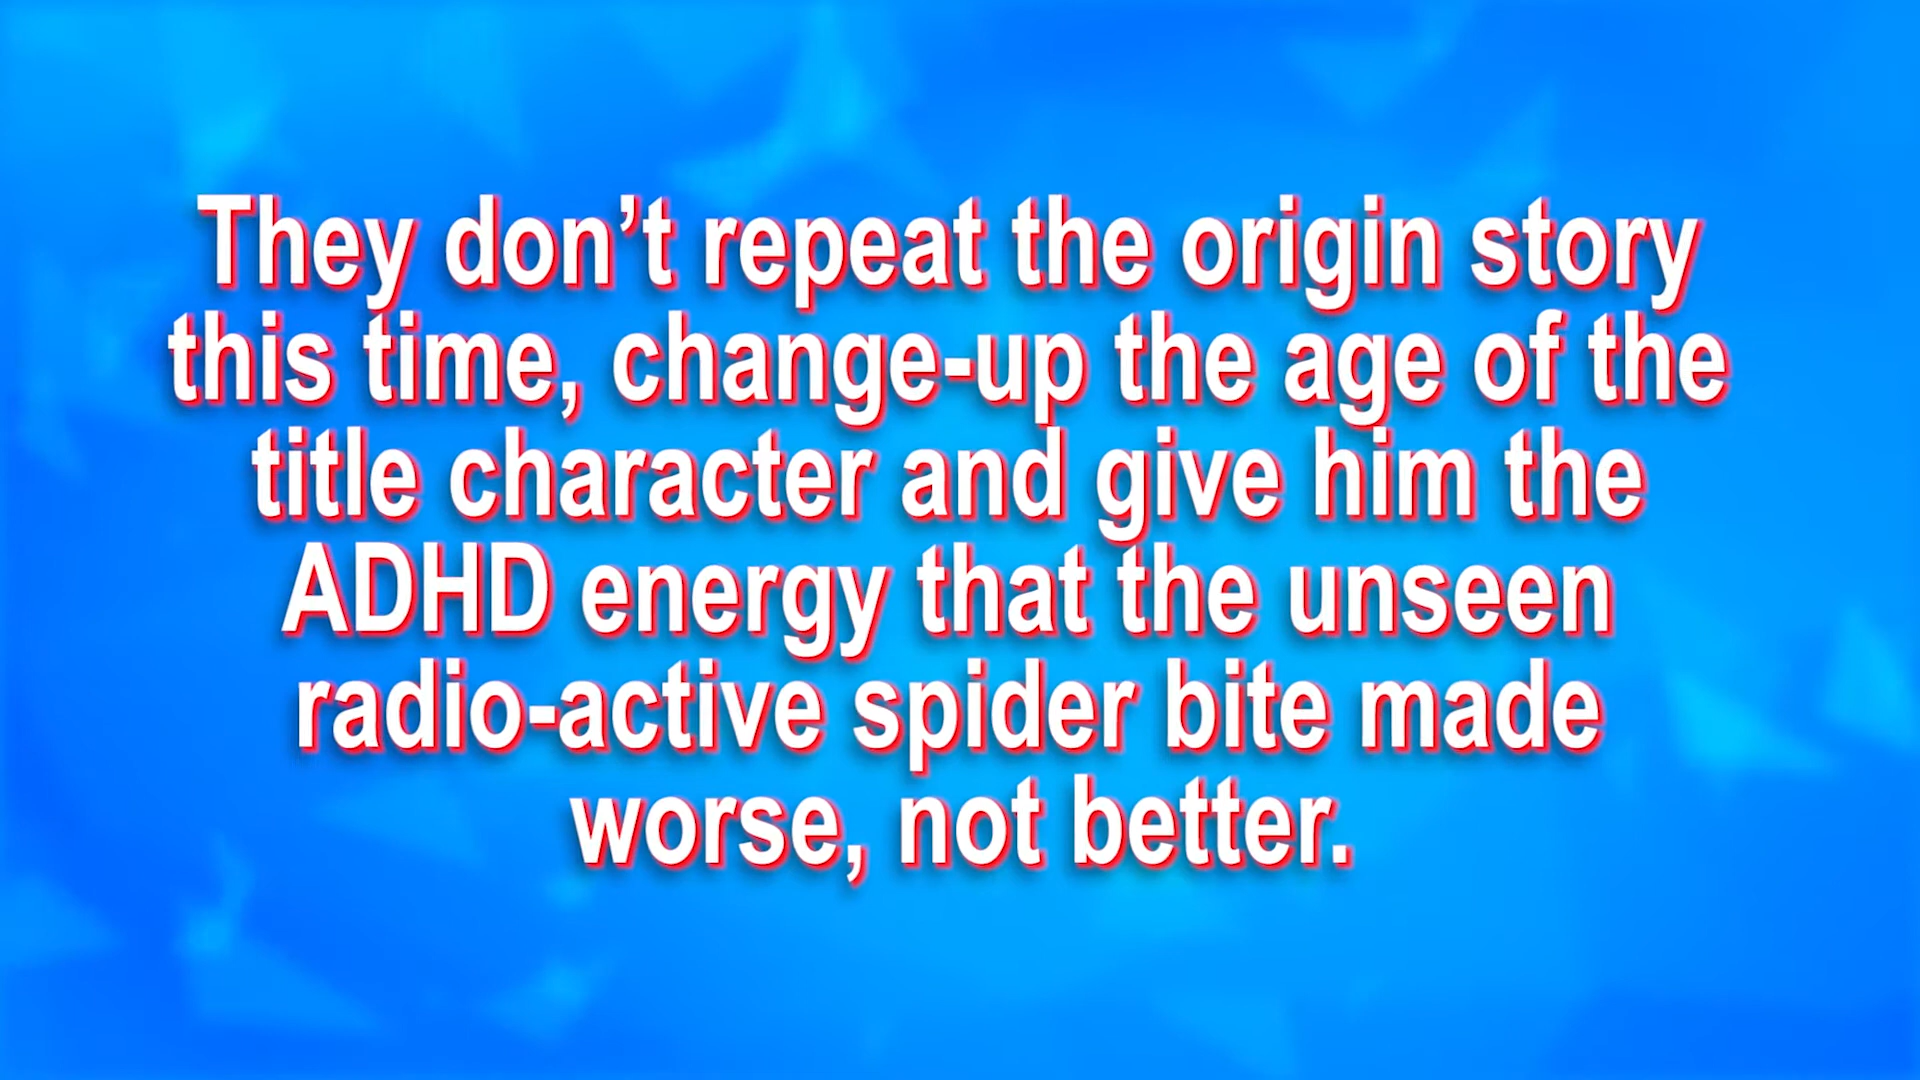 They don’t repeat the origin story
this time, change-up the age of the
title character and give him the
ADHD energy that the unseen
radio-active spider bite made
worse, not better.